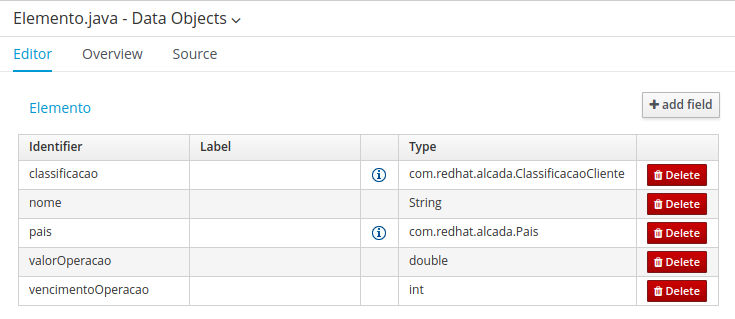 Elemento.java - Data Objects
Editor Overview Source
Elemento + add field
Identifier Label Type
classificacao com.redhat.alcada.ClassificacaoCliente Delete
nome String Delete
pais com.redhat.alcada.Pais Delete
valorOperacao double Delete
vencimentoOperacao int Delete